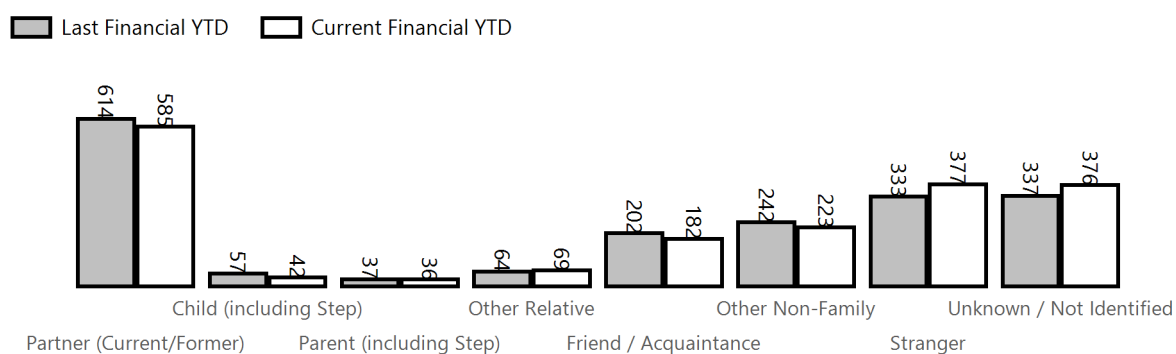 Last Financial YTD Current Financial YTD
614 585 57 42 37 36 64 69 202 182 242 223 333 377 337 376
Child (including Step) Other Relative Other Non-Family Unknown / Not Identified
Partner (Current/Former) Parent (including Step) Friend / Acquaintance Stranger